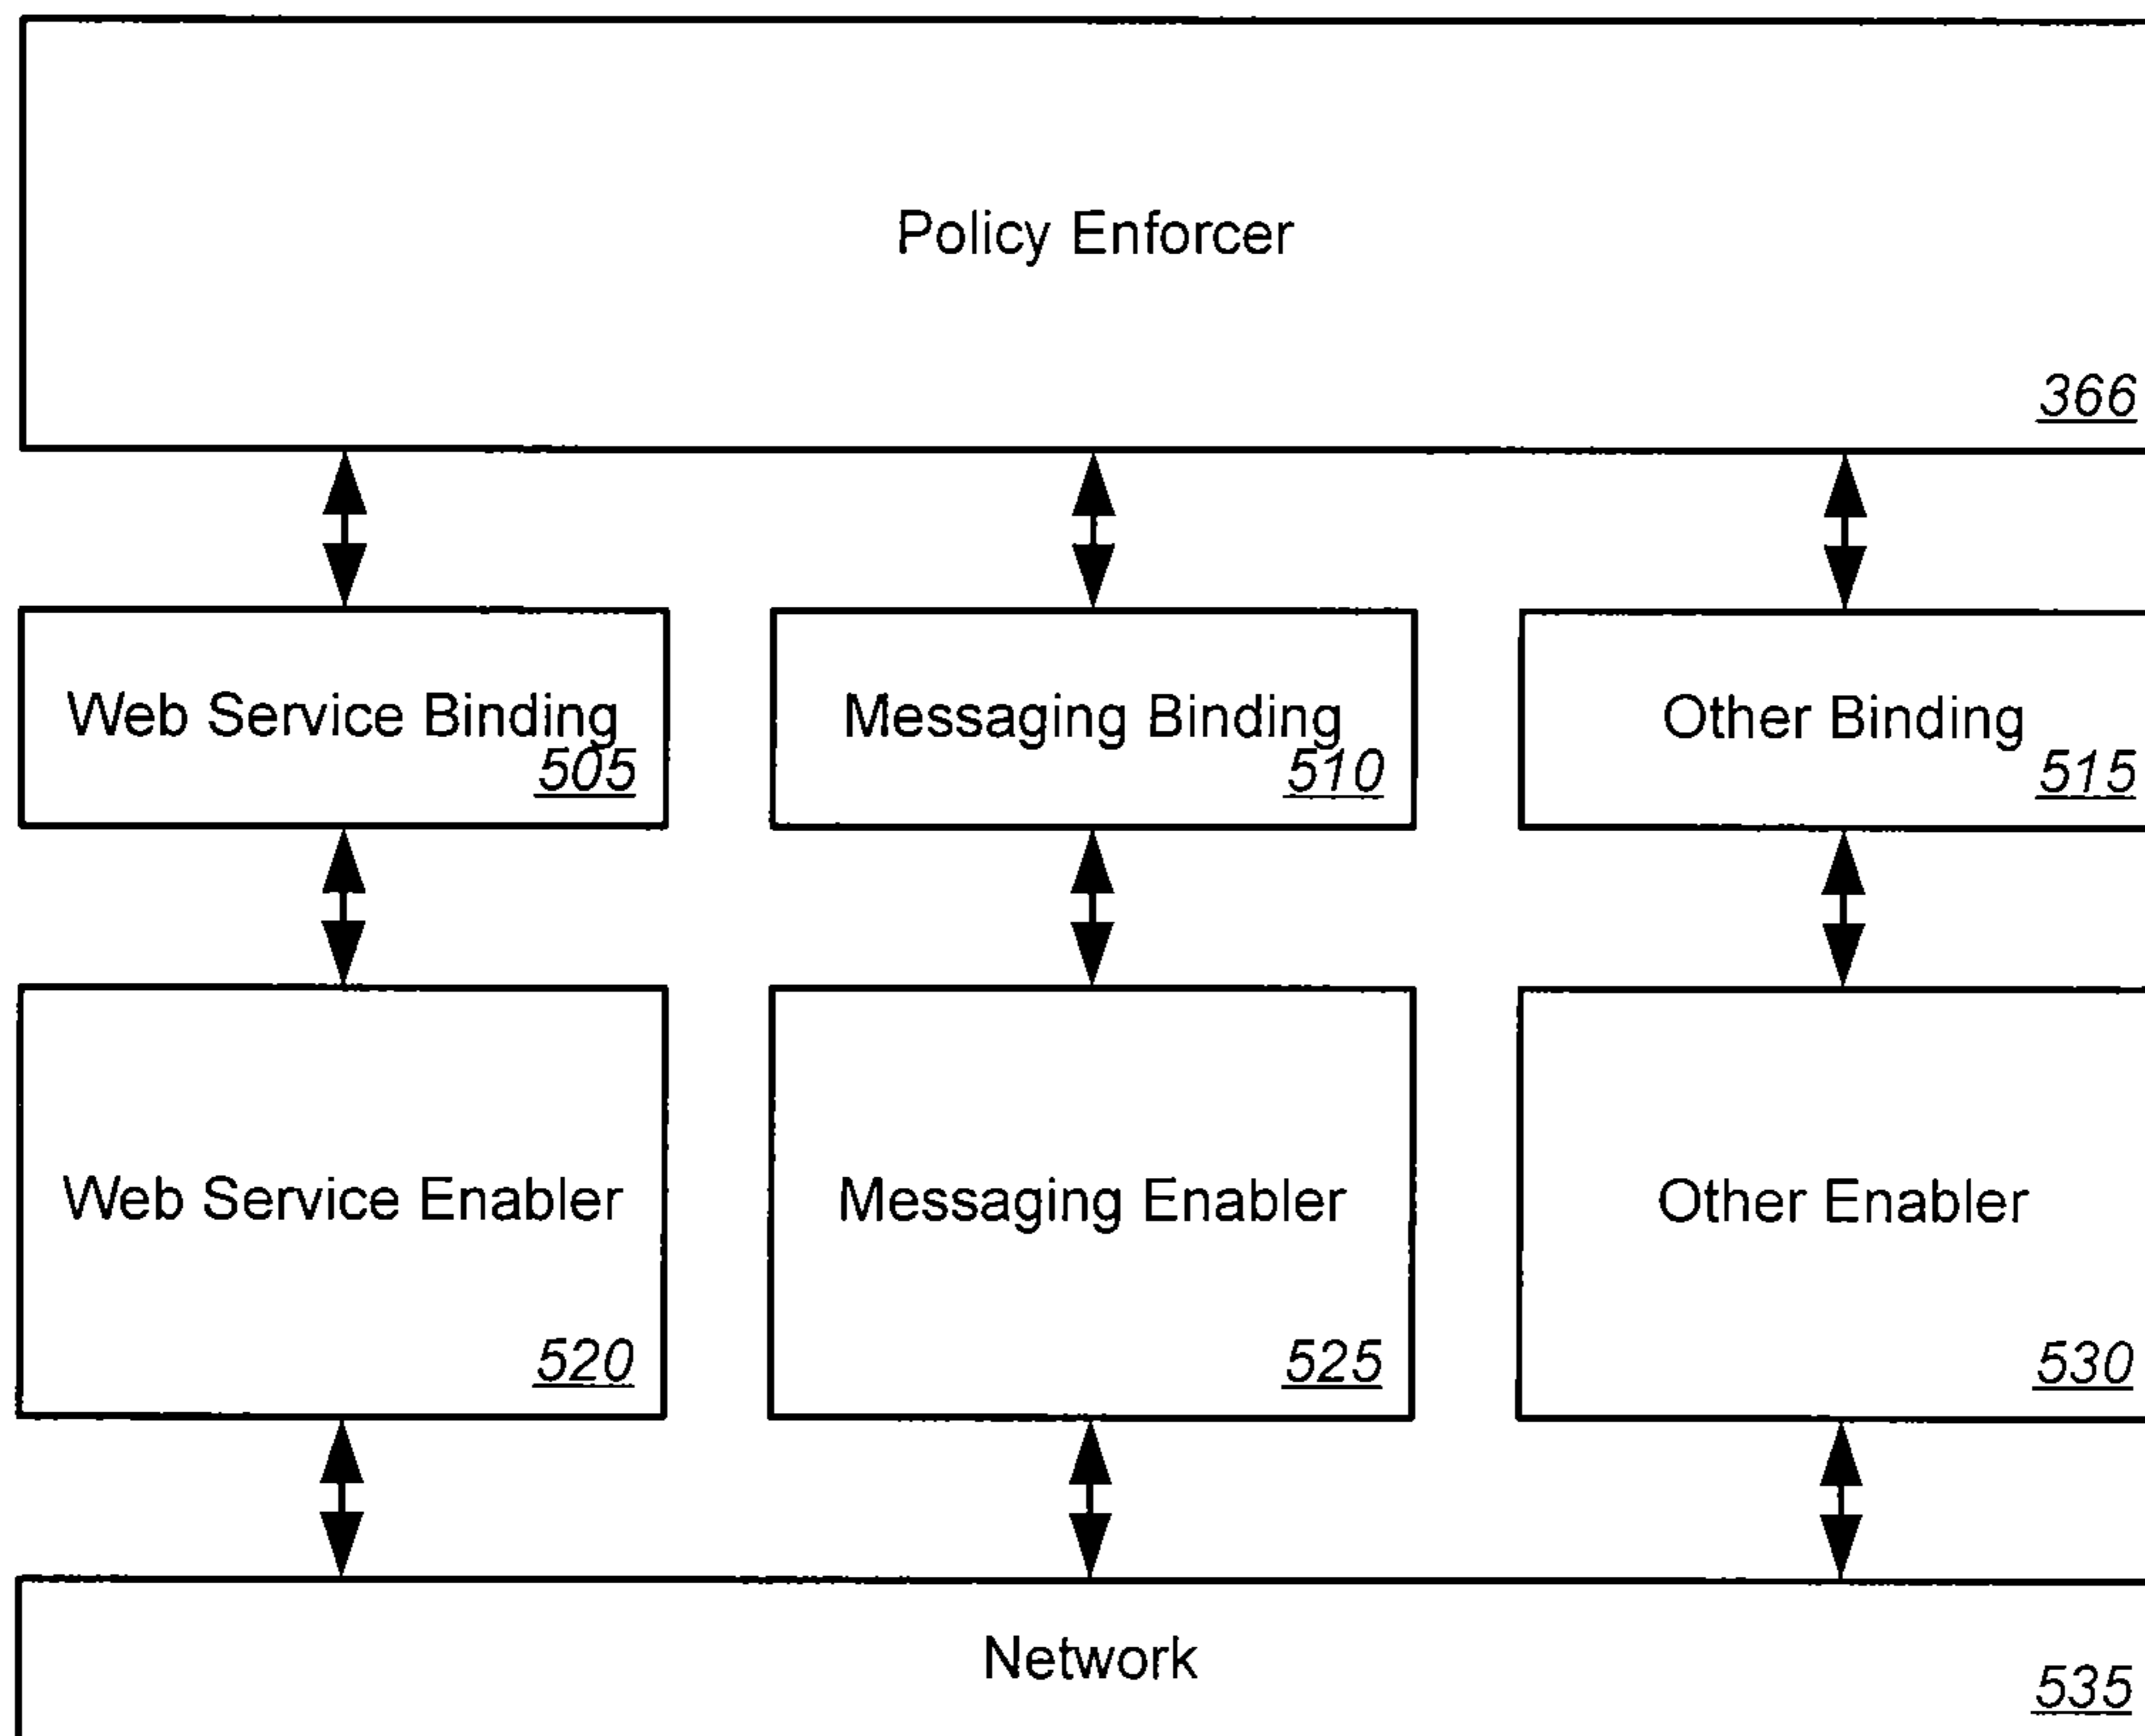 Policy Enforcer
366
Web Service Binding
505
Messaging Binding
510
Other Binding
515
Web Service Enabler
520
Messaging Enabler
525
Other Enabler
530
Network
535